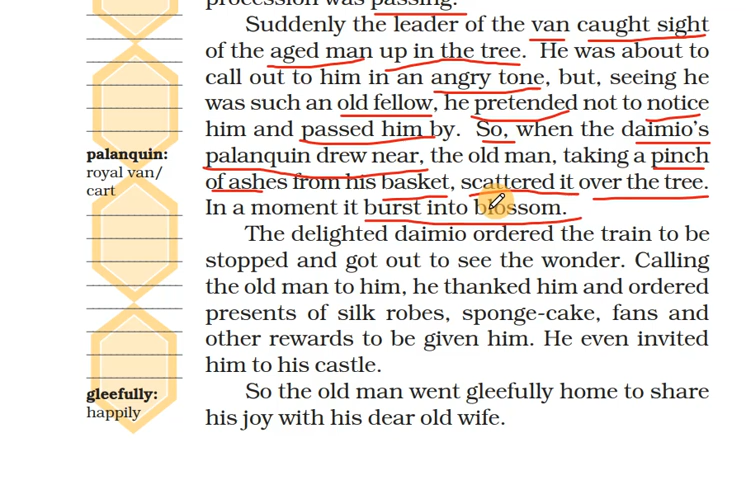 procession was passing.
Suddenly the leader of the van caught sight
of the aged man up in the tree. He was about to
call out to him in an angry tone, but, seeing he
was such an old fellow, he pretended not to notice
him and passed him by. So, when the daimio's
palanquin drew near, the old man, taking a pinch
of ashes from his basket, scattered it over the tree.
In a moment it burst into blossom.
The delighted daimio ordered the train to be
stopped and got out to see the wonder. Calling
the old man to him, he thanked him and ordered
presents of silk robes, sponge-cake, fans and
other rewards to be given him. He even invited
him to his castle.
So the old man went gleefully home to share
his joy with his dear old wife.
palanquin:
royal van/
cart
gleefully:
happily